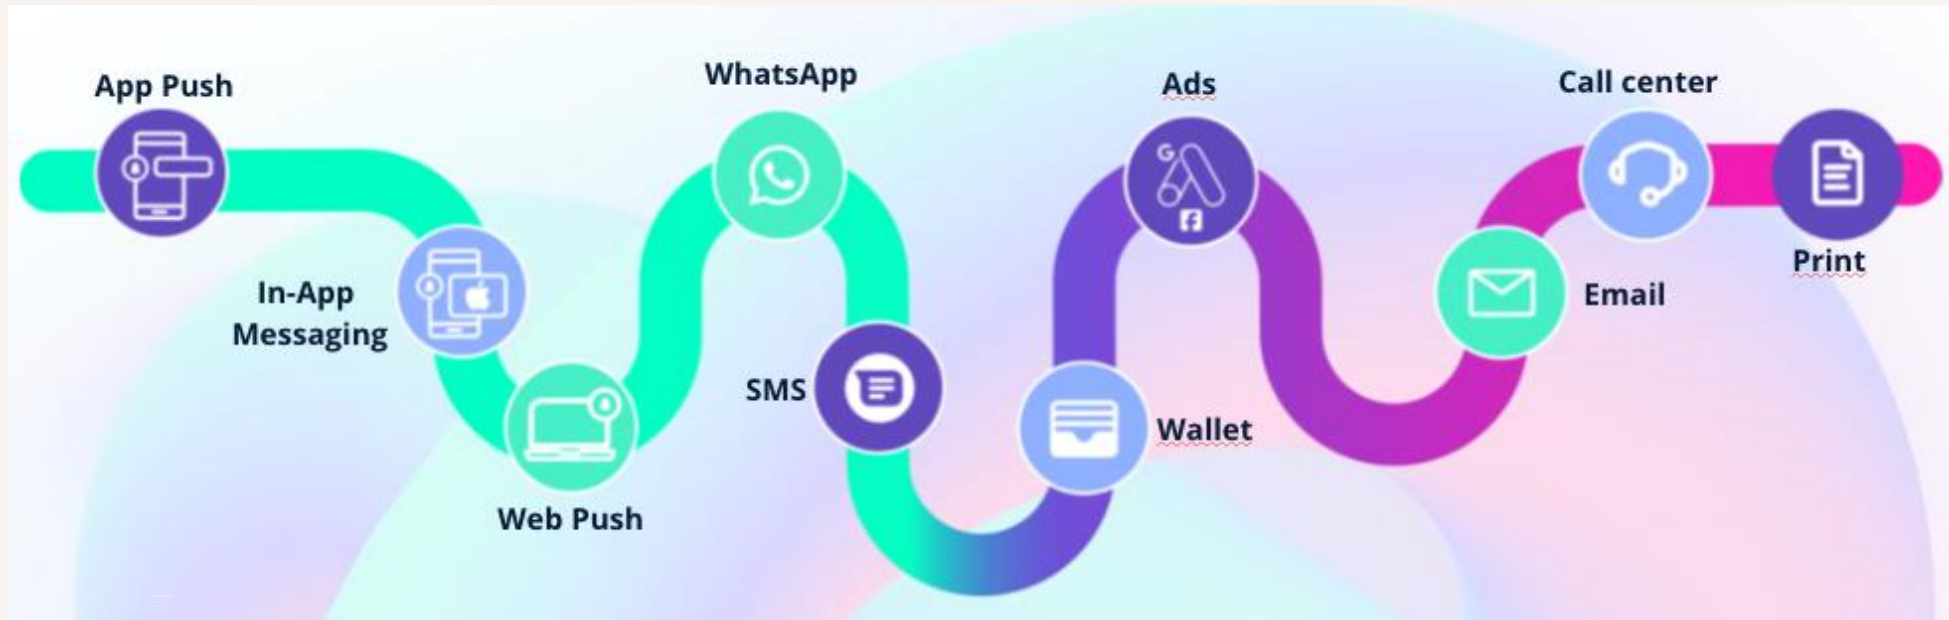 App Push
In-App
Messaging
Web Push
WhatsApp
SMS
Wallet
Ads
G
Email
Call center
Print